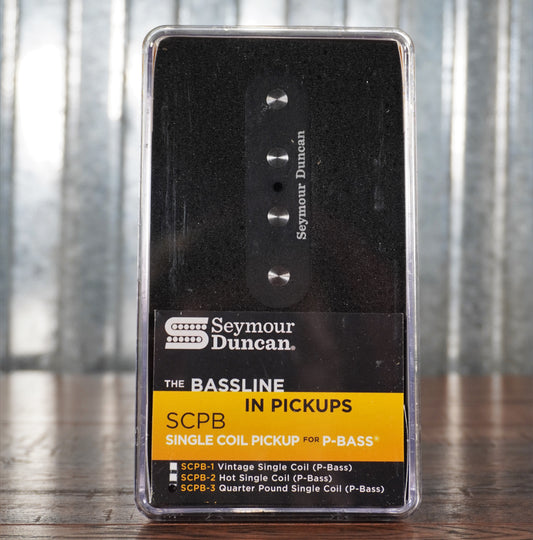 Seymour Duncan
Seymour
Duncan®
THE BASSLINE
IN PICKUPS
SCPB
SINGLE COIL PICKUP FOR P-BASS®
SCPB-1 Vintage Single Coil (P-Bass)
SCPB-2 Hot Single Coil (P-Bass)
SCPB-3 Quarter Pound Single Coil (P-Bass)